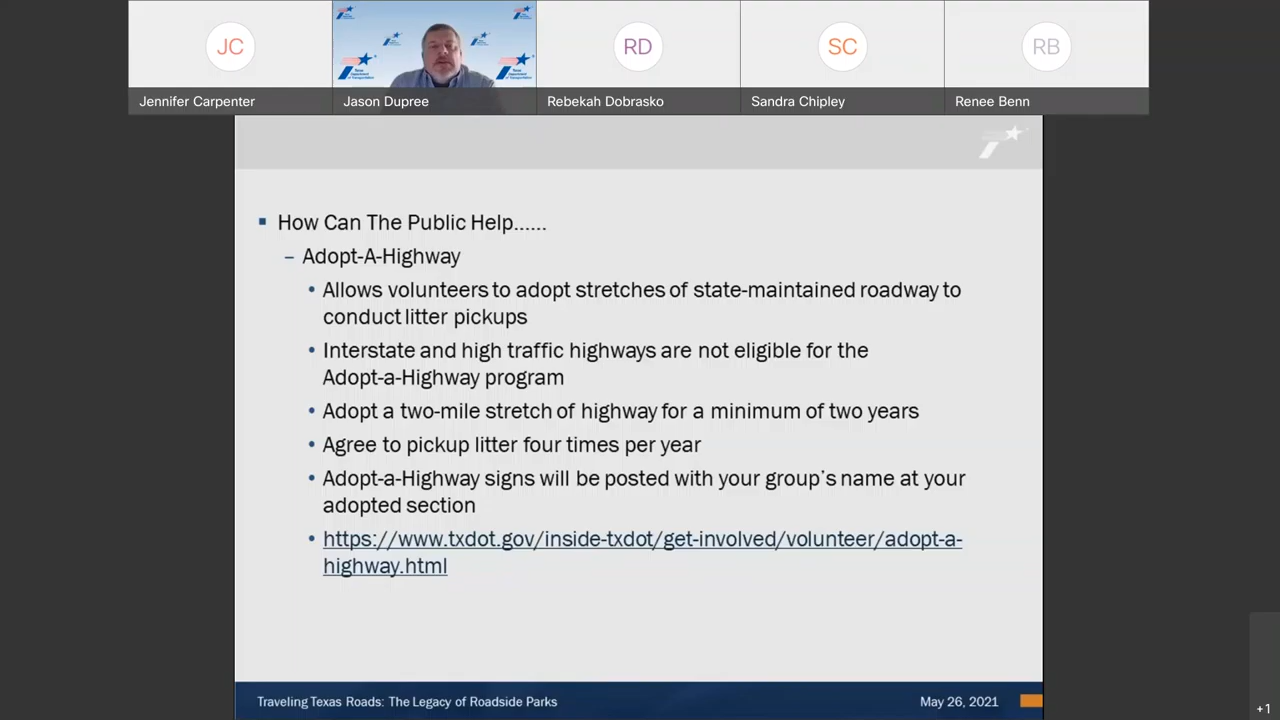 JC
RD
SC
RB
Jennifer Carpenter
Jason Dupree
Rebekah Dobrasko
Sandra Chipley
Renee Benn
How Can The Public Help......
– Adopt-A-Highway
• Allows volunteers to adopt stretches of state-maintained roadway to
conduct litter pickups
• Interstate and high traffic highways are not eligible for the
Adopt-a-Highway program
• Adopt a two-mile stretch of highway for a minimum of two years
• Agree to pickup litter four times per year
• Adopt-a-Highway signs will be posted with your group's name at your
adopted section
• https://www.txdot.gov/inside-txdot/get-involved/volunteer/adopt-a-
highway.html
Traveling Texas Roads: The Legacy of Roadside Parks
May 26, 2021
+1